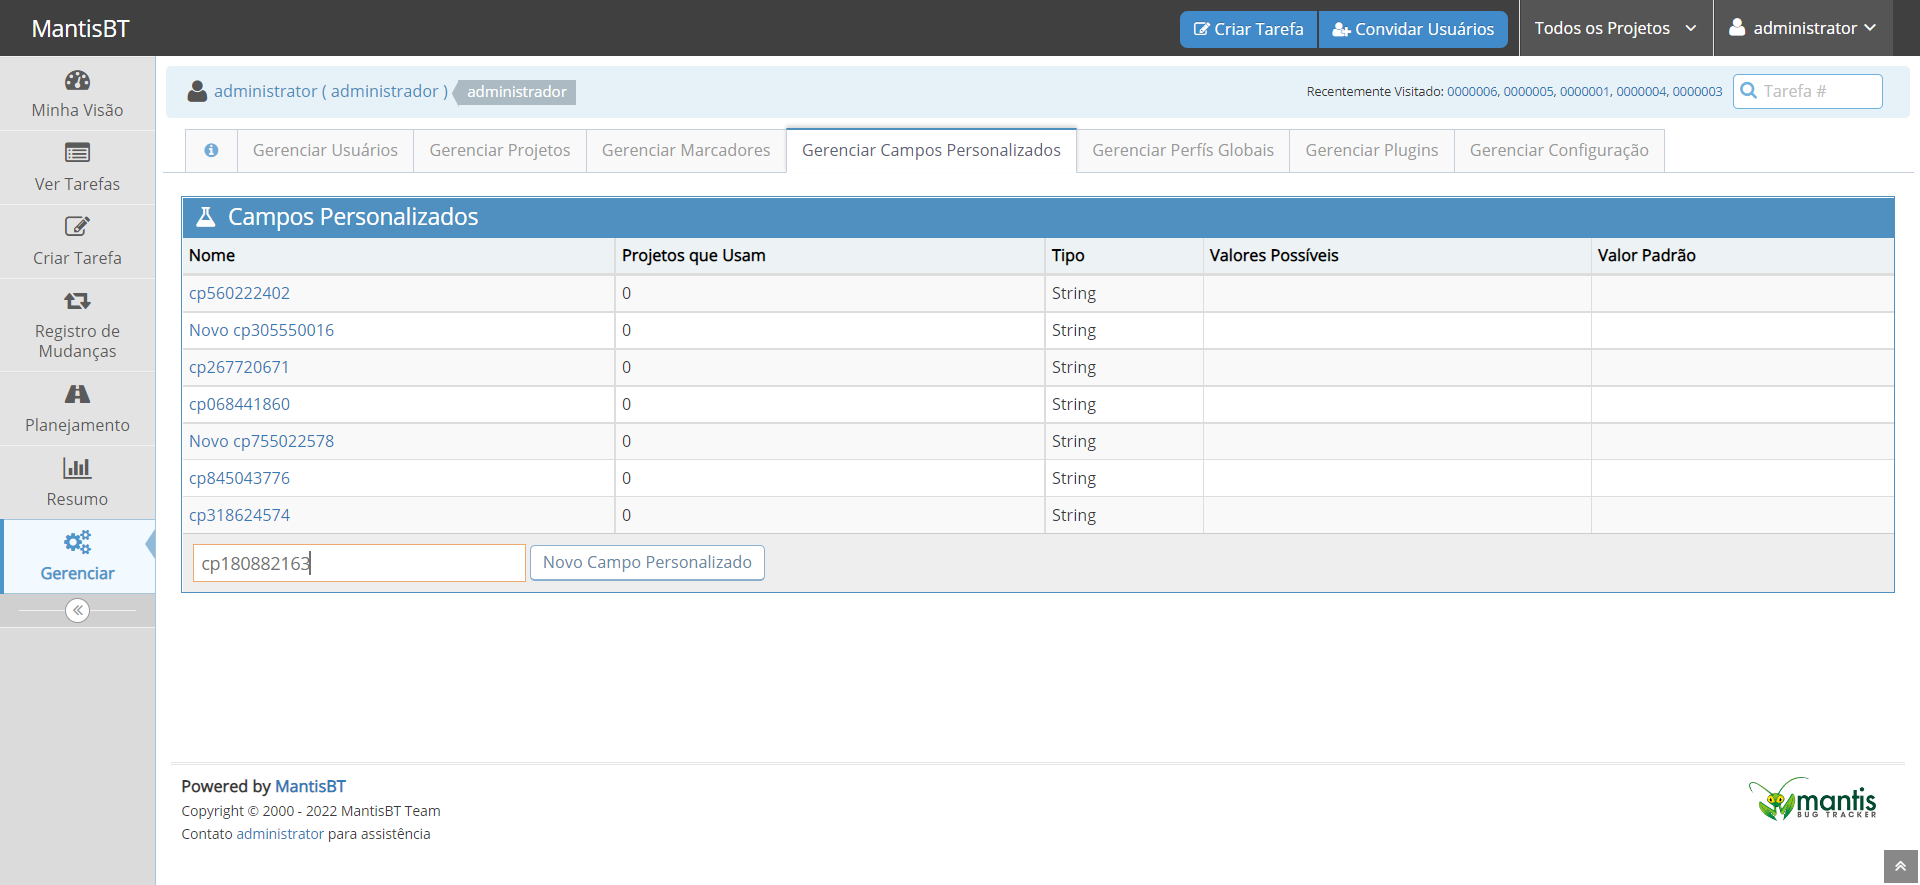 MantisBT
Criar Tarefa
Convidar Usuários
Todos os Projetos
administrator
Minha Visão
Ver Tarefas
Criar Tarefa
Registro de
Mudanças
Planejamento
Resumo
Gerenciar
administrator ( administrador )
administrador
Recentemente Visitado: 0000006, 0000005, 0000001, 0000004, 0000003
Tarefa #
Gerenciar Usuários
Gerenciar Projetos
Gerenciar Marcadores
Gerenciar Campos Personalizados
Gerenciar Perfís Globais
Gerenciar Plugins
Gerenciar Configuração
Campos Personalizados
Nome Projetos que Usam Tipo Valores Possíveis Valor Padrão
cp560222402 0 String
Novo cp305550016 0 String
cp267720671 0 String
cp068441860 0 String
Novo cp755022578 0 String
cp845043776 0 String
cp318624574 0 String
cp180882163
Novo Campo Personalizado
Powered by MantisBT
Copyright © 2000 - 2022 MantisBT Team
Contato administrator para assistência
mantis
BUG TRACKER